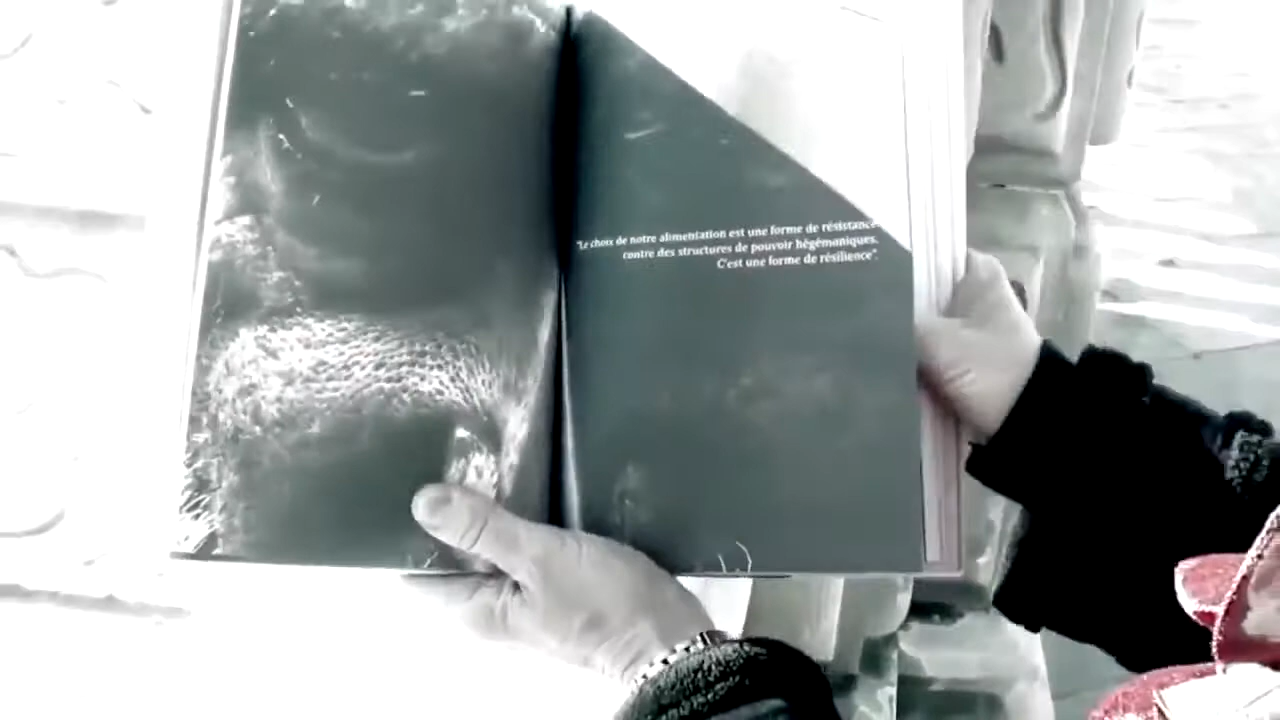 "Le choix de notre alimentation est une forme de résistance
contre des structures de pouvoir hégémoniques.
C'est une forme de résilience".